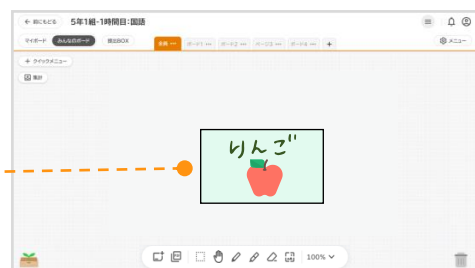 ← 前にもどる 5年1組-1時間目:国語
マイボード みんなのボード 提出BOX ボード1 ••• ボード2 ••• ボード3 ••• ボード4 ••• + メニュー
+ クイックメニュー
集計
りんご
100%